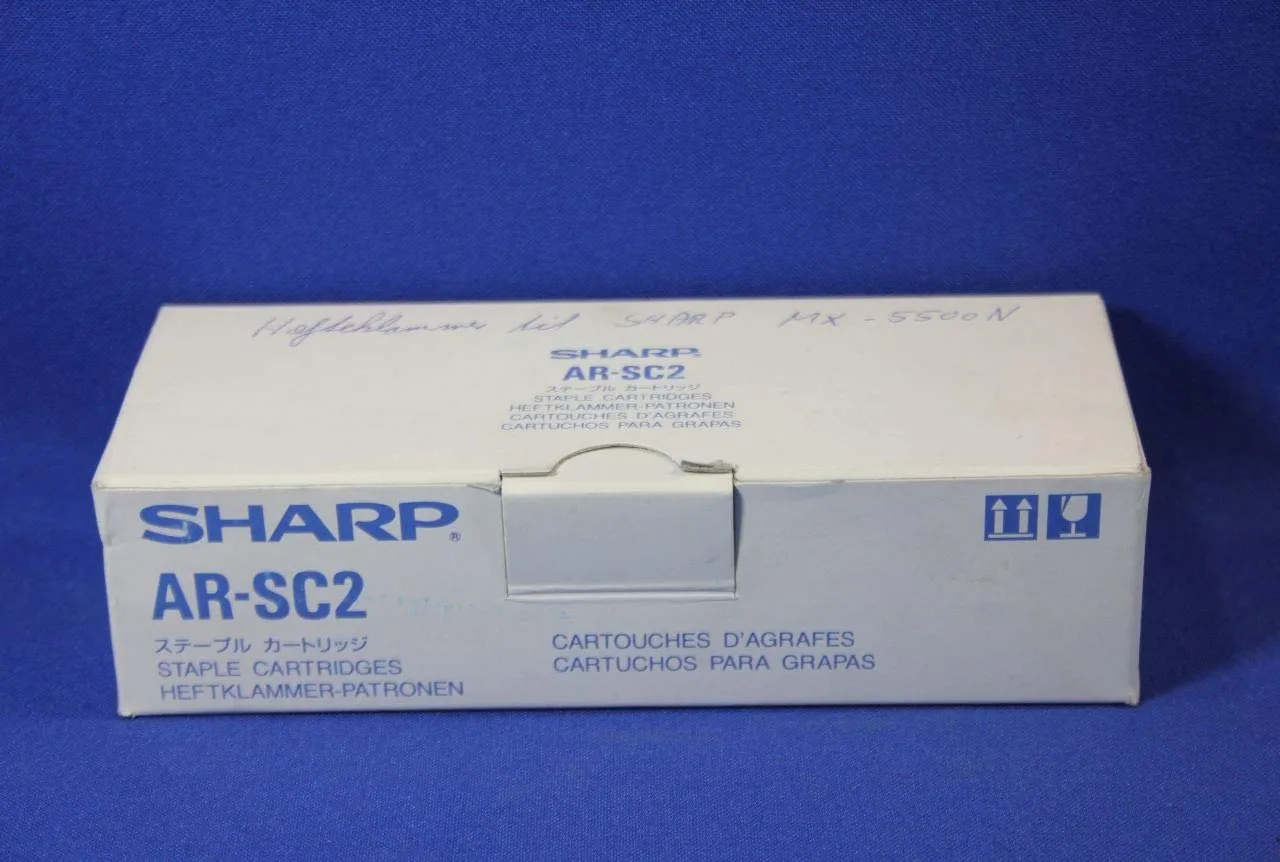 Hæfteklammer til SHARP MX-5500N
SHARP
AR-SC2
ステープル カートリッジ
STAPLE CARTRIDGES
HEFTKLAMMER-PATRONEN
CARTOUCHES D'AGRAFES
CARTUCHOS PARA GRAPAS
SHARP®
AR-SC2
ステープル カートリッジ
STAPLE CARTRIDGES
HEFTKLAMMER-PATRONEN
CARTOUCHES D'AGRAFES
CARTUCHOS PARA GRAPAS